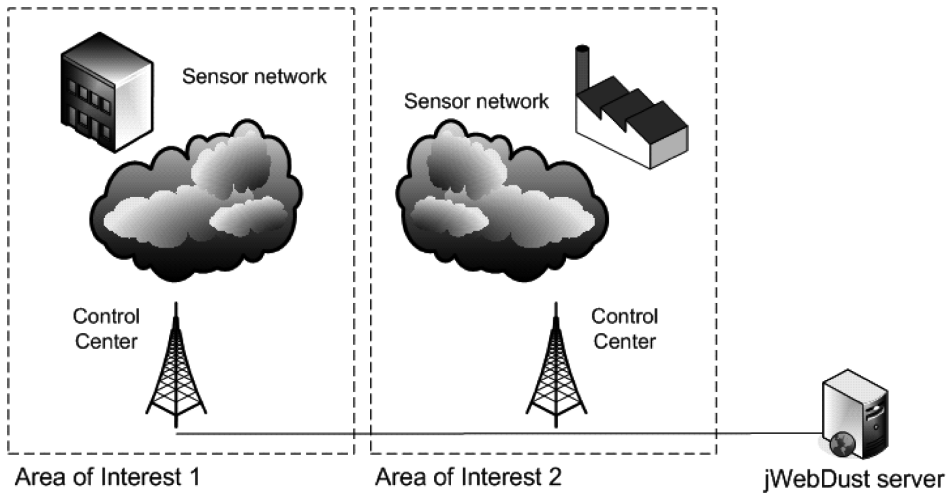 Sensor network
Sensor network
Control
Center
Control
Center
Area of Interest 1
Area of Interest 2
jWebDust server